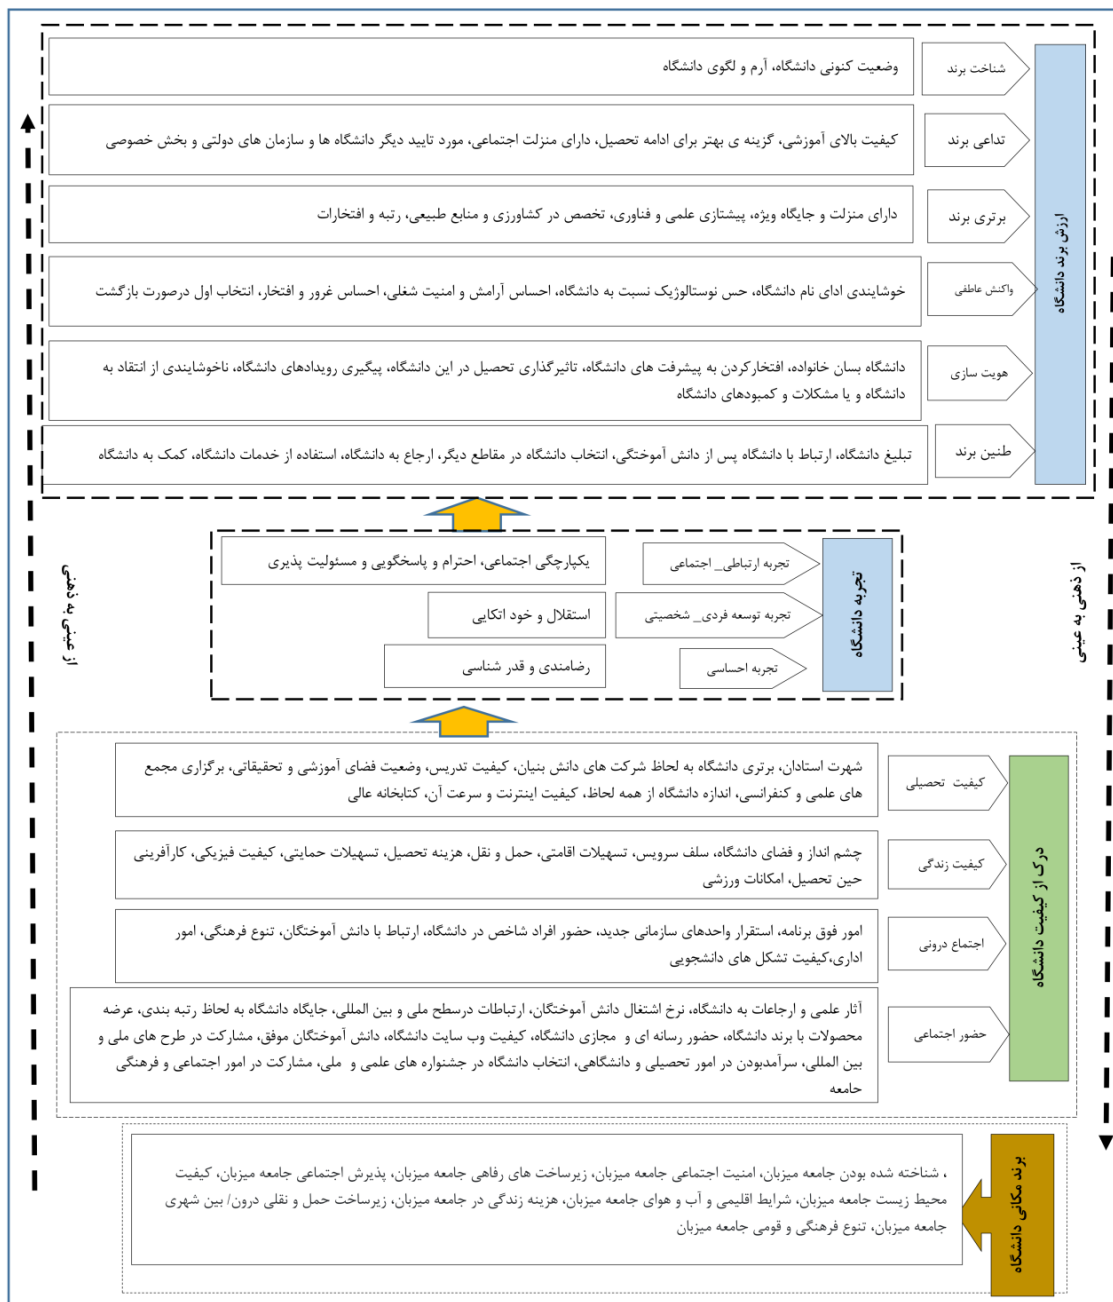 ارزش برند دانشگاه
شناخت برند
وضعیت کنونی دانشگاه، آرم و لگوی دانشگاه
تداعی برند
کیفیت بالای آموزشی، گزینه ی بهتر برای ادامه تحصیل، دارای منزلت اجتماعی، مورد تایید دیگر دانشگاه ها و سازمان های دولتی و بخش خصوصی
برتری برند
دارای منزلت و جایگاه ویژه، پیشتازی علمی و فناوری، تخصص در کشاورزی و منابع طبیعی، رتبه و افتخارات
واکنش عاطفی
خوشایندی ادای نام دانشگاه، حس نوستالوژیک نسبت به دانشگاه، احساس آرامش و امنیت شغلی، احساس غرور و افتخار، انتخاب اول درصورت بازگشت
هویت سازی
دانشگاه بسان خانواده، افتخارکردن به پیشرفت های دانشگاه، تاثیرگذاری تحصیل در این دانشگاه، پیگیری رویدادهای دانشگاه، ناخوشایندی از انتقاد به
دانشگاه و یا مشکلات و کمبودهای دانشگاه
طنین برند
تبلیغ دانشگاه، ارتباط با دانشگاه پس از دانش آموختگی، انتخاب دانشگاه در مقاطع دیگر، ارجاع به دانشگاه، استفاده از خدمات دانشگاه، کمک به دانشگاه
از ذهنی به عینی
تجربه دانشگاه
تجربه ارتباطی_ اجتماعی
یکپارچگی اجتماعی، احترام و پاسخگویی و مسئولیت پذیری
تجربه توسعه فردی_ شخصیتی
استقلال و خود اتکایی
تجربه احساسی
رضامندی و قدر شناسی
از عینی به ذهنی
درک از کیفیت دانشگاه
کیفیت تحصیلی
شهرت استادان، برتری دانشگاه به لحاظ شرکت های دانش بنیان، کیفیت تدریس، وضعیت فضای آموزشی و تحقیقاتی، برگزاری مجمع
های علمی و کنفرانسی، اندازه دانشگاه از همه لحاظ، کیفیت اینترنت و سرعت آن، کتابخانه عالی
کیفیت زندگی
چشم انداز و فضای دانشگاه، سلف سرویس، تسهیلات اقامتی، حمل و نقل، هزینه تحصیل، تسهیلات حمایتی، کیفیت فیزیکی، کارآفرینی
حین تحصیل، امکانات ورزشی
اجتماع درونی
امور فوق برنامه، استقرار واحدهای سازمانی جدید، حضور افراد شاخص در دانشگاه، ارتباط با دانش آموختگان، تنوع فرهنگی، امور
اداری،کیفیت تشکل های دانشجویی
حضور اجتماعی
آثار علمی و ارجاعات به دانشگاه، نرخ اشتغال دانش آموختگان، ارتباطات درسطح ملی و بین المللی، جایگاه دانشگاه به لحاظ رتبه بندی، عرضه
محصولات با برند دانشگاه، حضور رسانه ای و مجازی دانشگاه، کیفیت وب سایت دانشگاه، دانش آموختگان موفق، مشارکت در طرح های ملی و
بین المللی، سرآمدبودن در امور تحصیلی و دانشگاهی، انتخاب دانشگاه در جشنواره های علمی و ملی، مشارکت در امور اجتماعی و فرهنگی
جامعه
برند مکانی دانشگاه
، شناخته شده بودن جامعه میزبان، امنیت اجتماعی جامعه میزبان، زیرساخت های رفاهی جامعه میزبان، پذیرش اجتماعی جامعه میزبان، کیفیت
محیط زیست جامعه میزبان، شرایط اقلیمی و آب و هوای جامعه میزبان، هزینه زندگی در جامعه میزبان، زیرساخت حمل و نقلی درون/ بین شهری
جامعه میزبان، تنوع فرهنگی و قومی جامعه میزبان